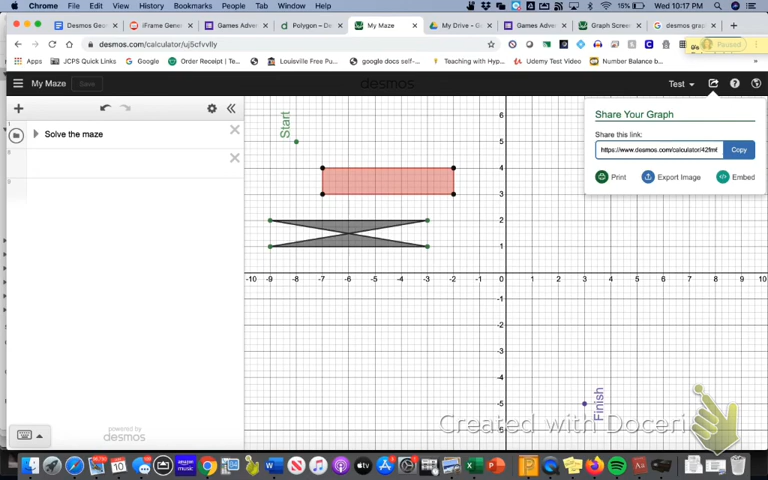 Chrome File Edit View History Bookmarks People Tab Window Help
15% Wed 10:17 PM
Desmos Geo
iFrame Gene
Games Adve
Polygon – De
My Maze
My Drive – G
Games Adve
Graph Screen
desmos grap
desmos.com/calculator/uj5cfvvlly
Paused
Apps
JCPS Quick Links
Google
Order Receipt | Te
Louisville Free Pu
google docs self-
Teaching with Hyp
Udemy Test Video
Number Balance b
My Maze
Save
desmos
Test
Solve the maze
Start
Share Your Graph
Share this link:
https://www.desmos.com/calculator/42fmf
Copy
Print
Export Image
Embed
6
5
4
3
2
1
-10 -9 -8 -7 -6 -5 -4 -3 -2 -1 0 1 2 3 4 5 6 7 8 9 10
-1
-2
-3
-4
-5
Finish
Created with Doceri
powered by
desmos